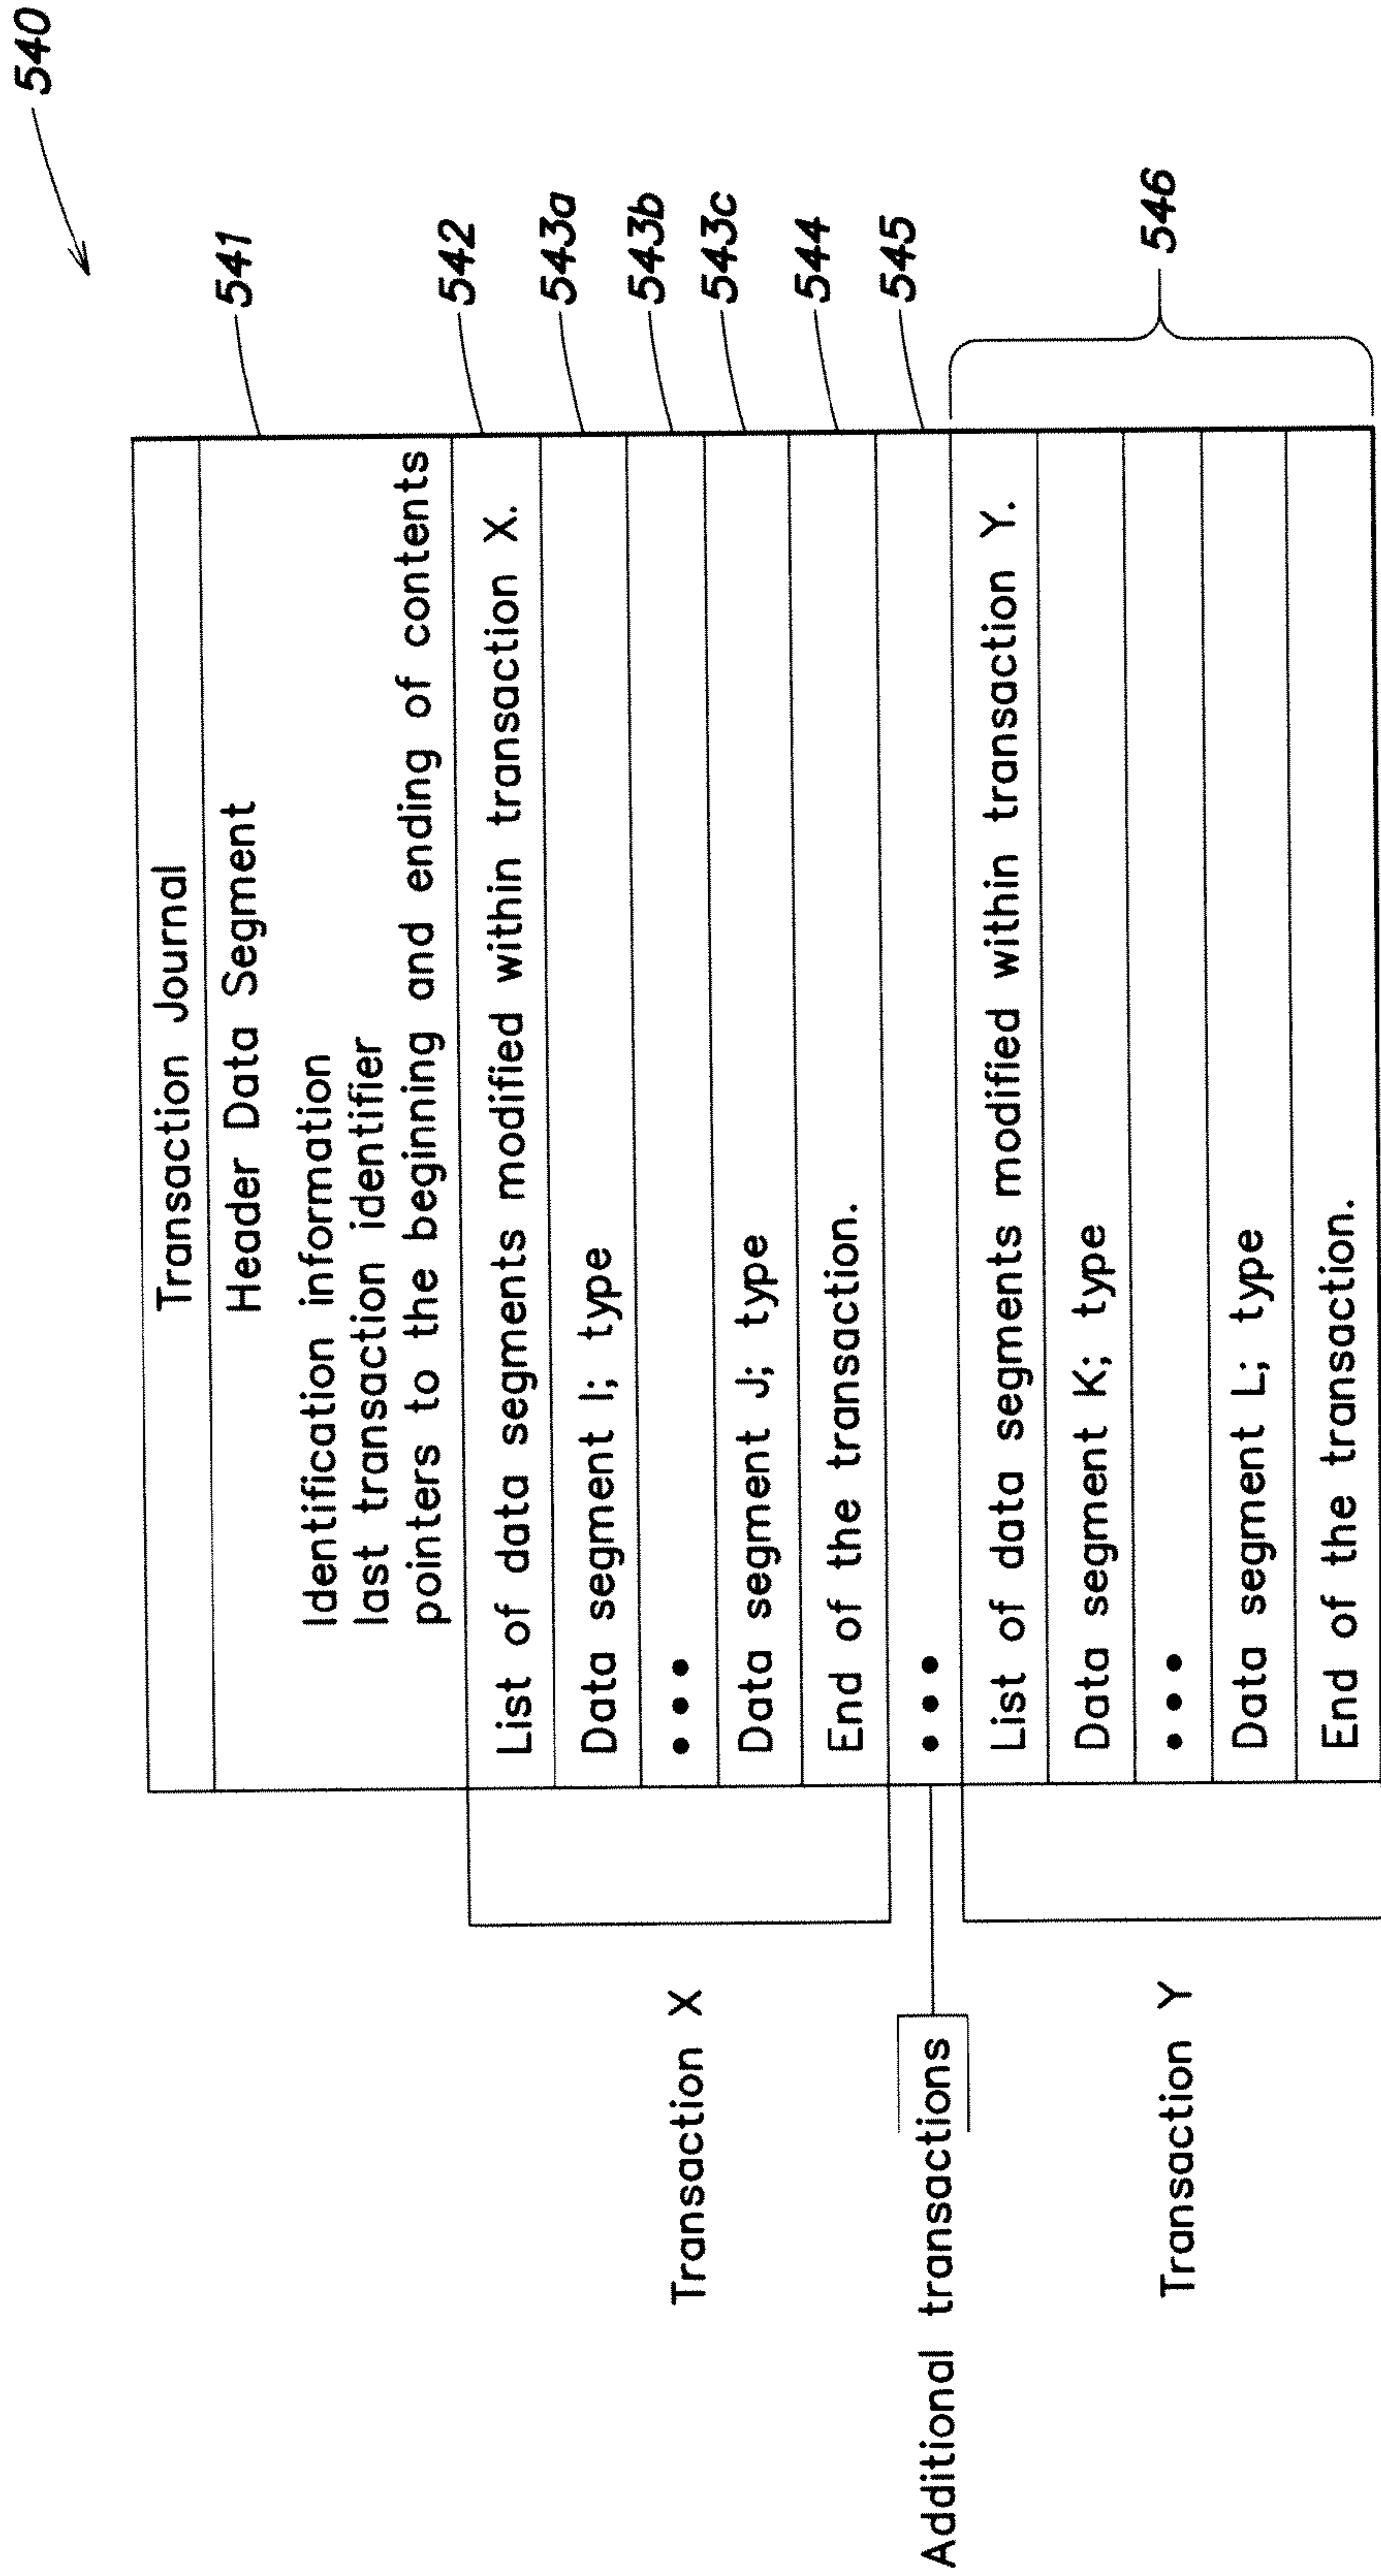 540
Transaction Journal
Header Data Segment
541
Identification information
last transaction identifier
pointers to the beginning and ending of contents
List of data segments modified within transaction X.
542
Data segment I; type
543a
•••
543b
Transaction X
Data segment J; type
543c
End of the transaction.
544
Additional transactions
•••
545
List of data segments modified within transaction Y.
Data segment K; type
•••
546
Transaction Y
Data segment L; type
End of the transaction.